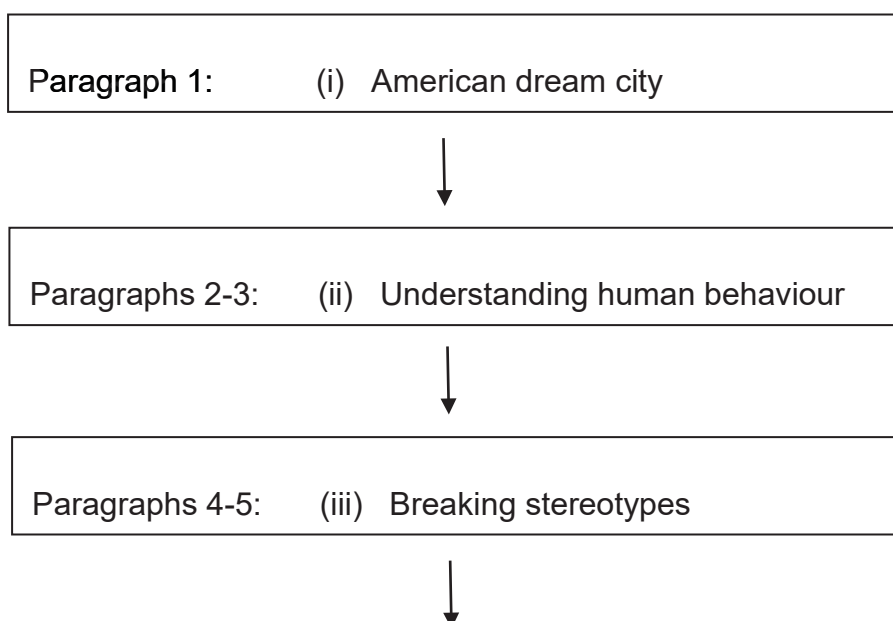 Paragraph 1: (i) American dream city
Paragraphs 2-3: (ii) Understanding human behaviour
Paragraphs 4-5: (iii) Breaking stereotypes